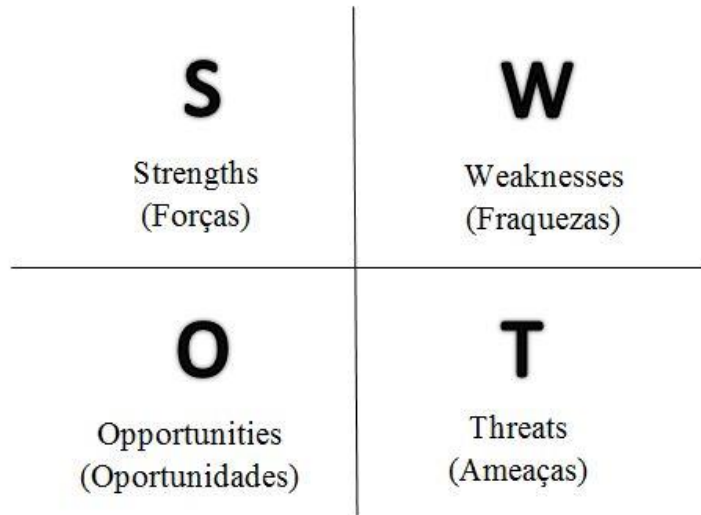 S
Strengths
(Forças)
W
Weaknesses
(Fraquezas)
O
Opportunities
(Oportunidades)
T
Threats
(Ameaças)